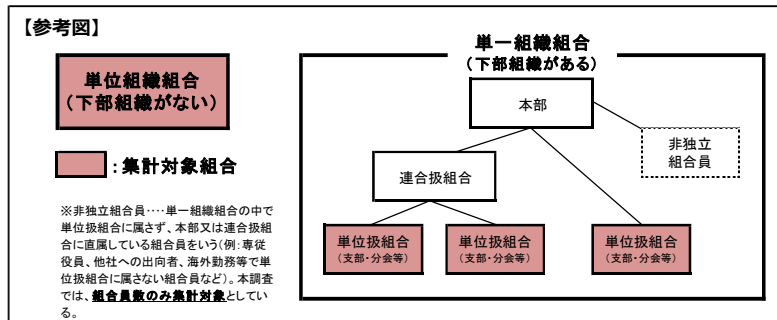 【参考図】
単位組織組合
(下部組織がない)
:集計対象組合
※非独立組合員‥‥単一組織組合の中で
単位扱組合に属さず、本部又は連合扱組
合に直属している組合員をいう(例:専従
役員、他社への出向者、海外勤務等で単
位扱組合に属さない組合員など)。本調査
では、組合員数のみ集計対象としてい
る。
単一組織組合
(下部組織がある)
本部
非独立
組合員
連合扱組合
単位扱組合
(支部・分会等)
単位扱組合
(支部・分会等)
単位扱組合
(支部・分会等)